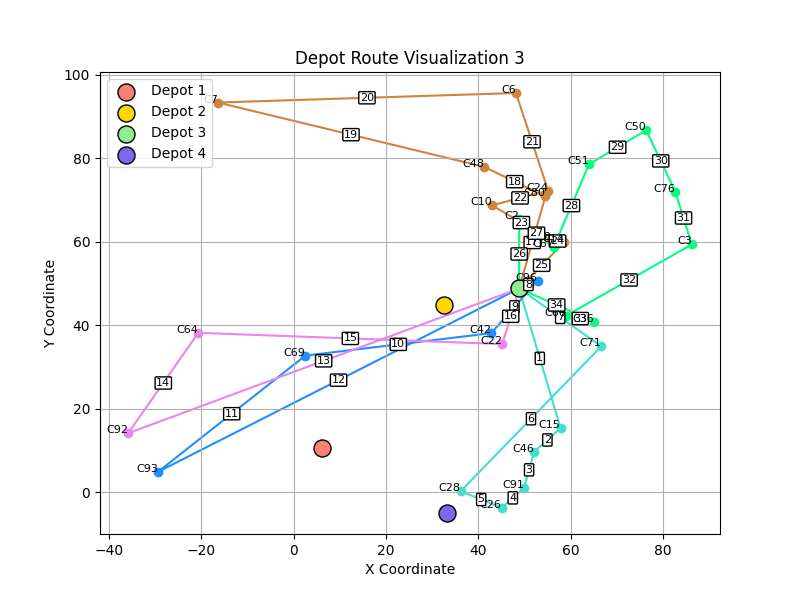 Depot Route Visualization 3
Depot 1
Depot 2
Depot 3
Depot 4
Y Coordinate
100
80
60
40
20
0
C7
20
C6
19
21
C50
29
C51
30
C48
18
C24
C76
22
C10
28
C2
23
31
27
C3
26
25
32
C96
8
34
9
16
7
C42
C22
C71
C64
15
10
C69
13
1
14
12
11
6
C92
C15
2
C46
C93
3
C91
C28
5
4
C26
−40
−20
0
20
40
60
80
X Coordinate